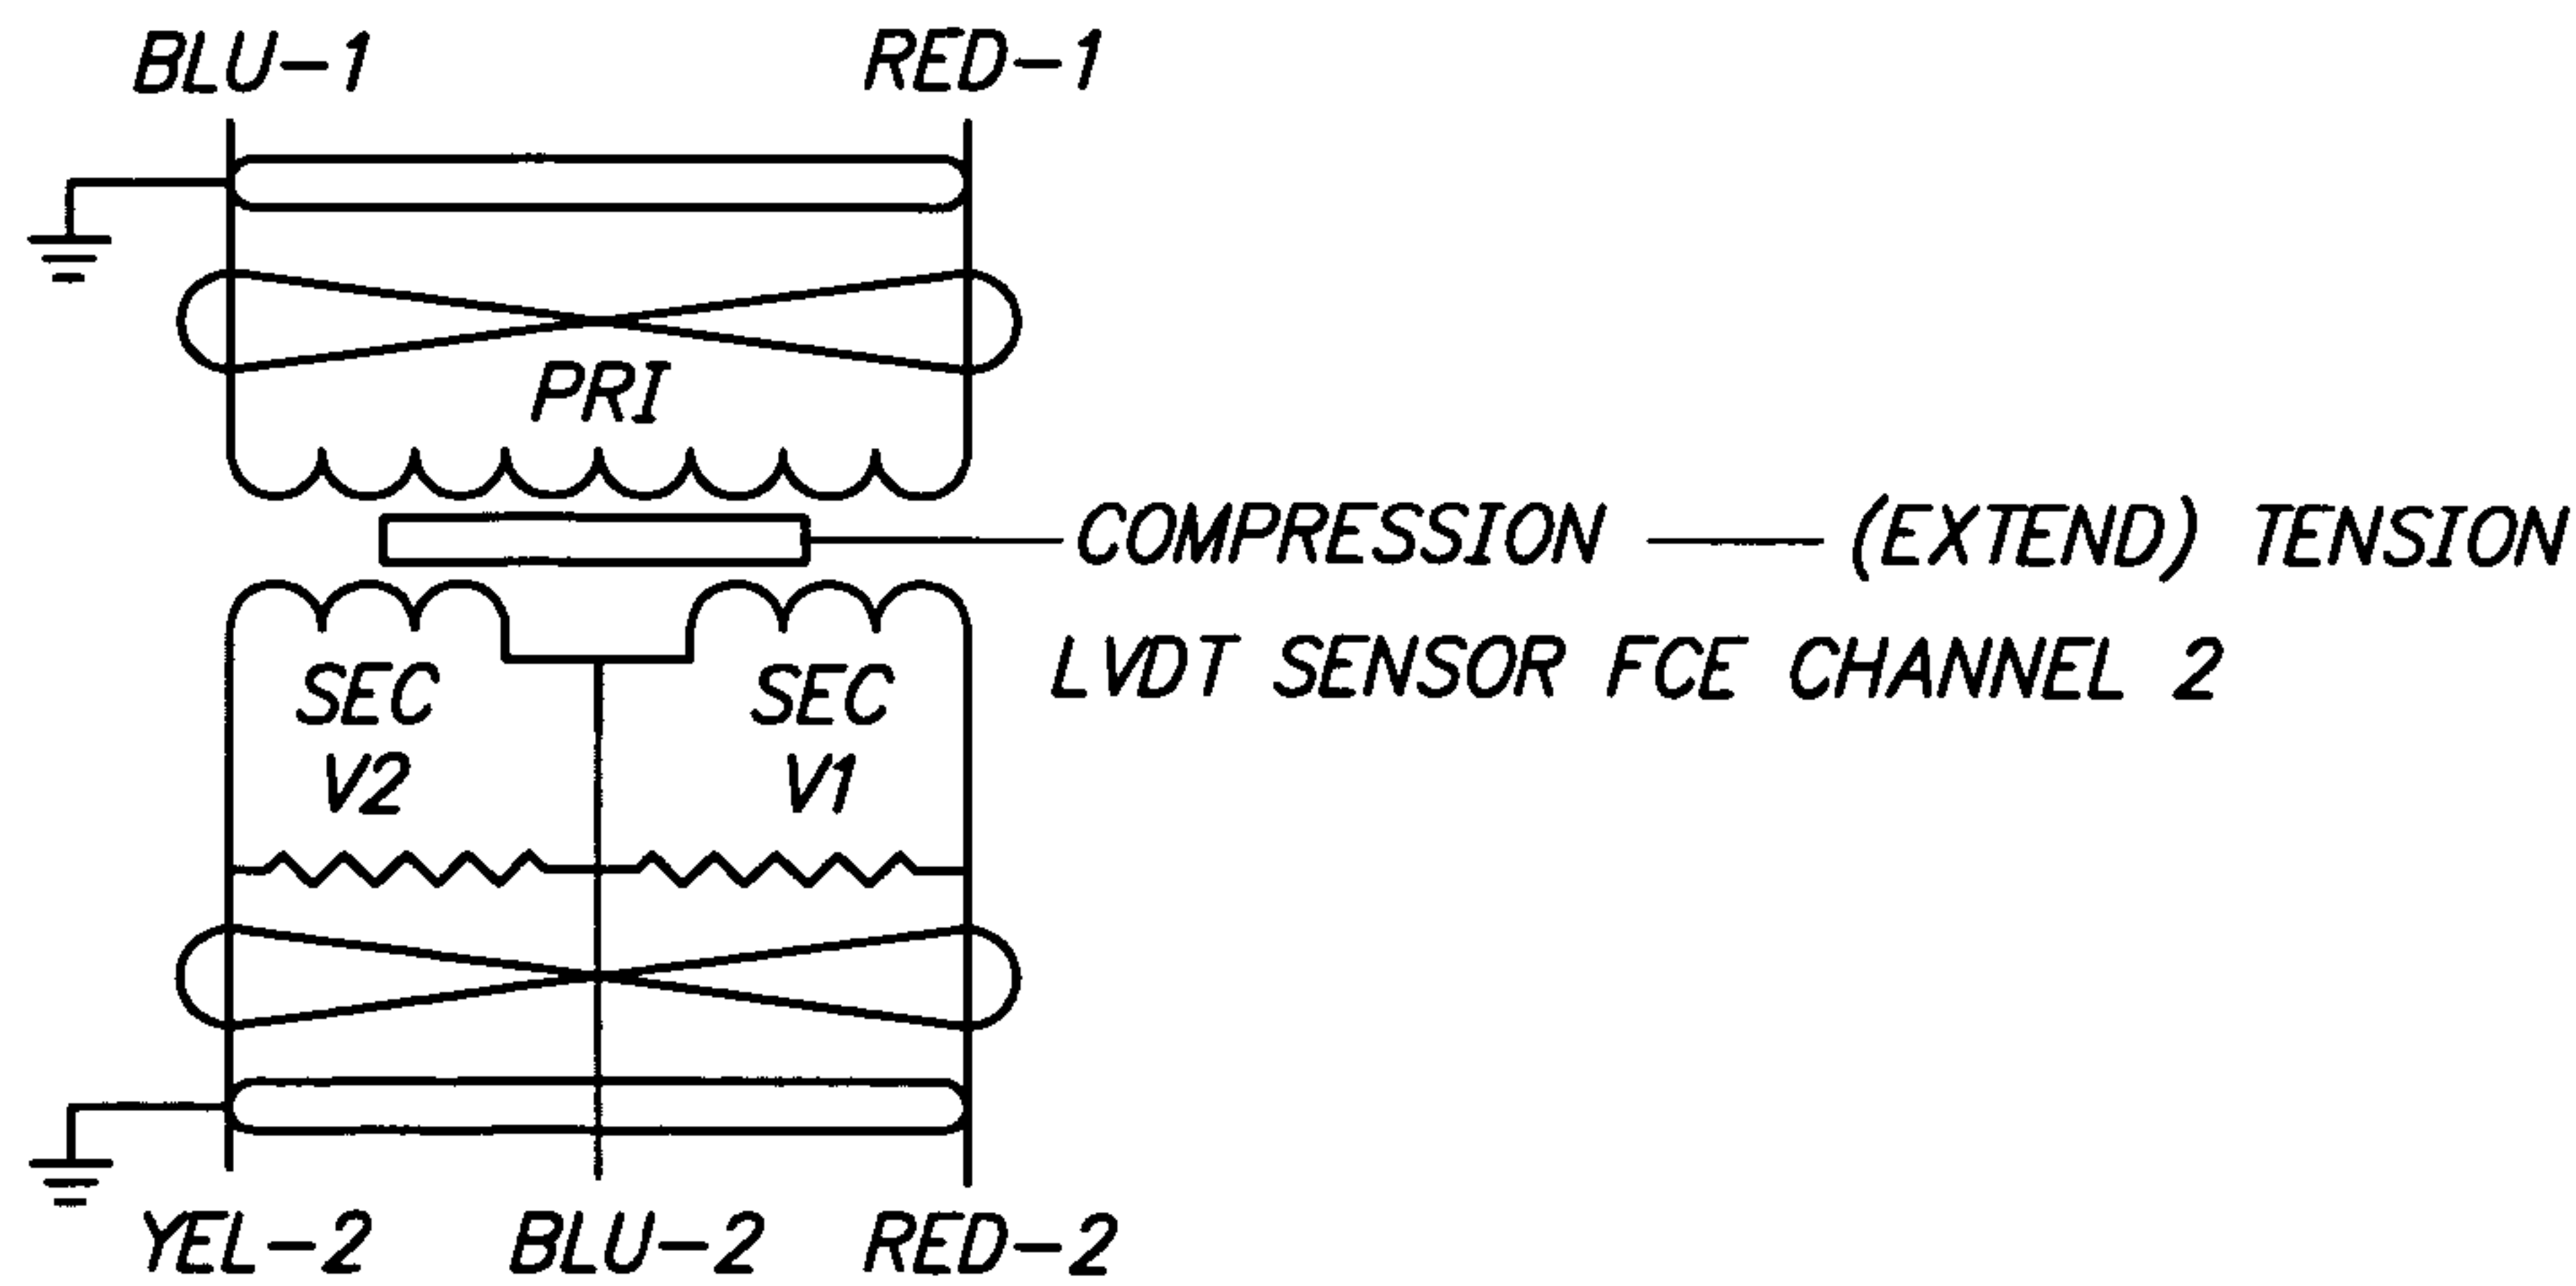 BLU-1 RED-1
PRI
COMPRESSION — (EXTEND) TENSION
LVDT SENSOR FCE CHANNEL 2
SEC SEC
V2 V1
YEL-2 BLU-2 RED-2